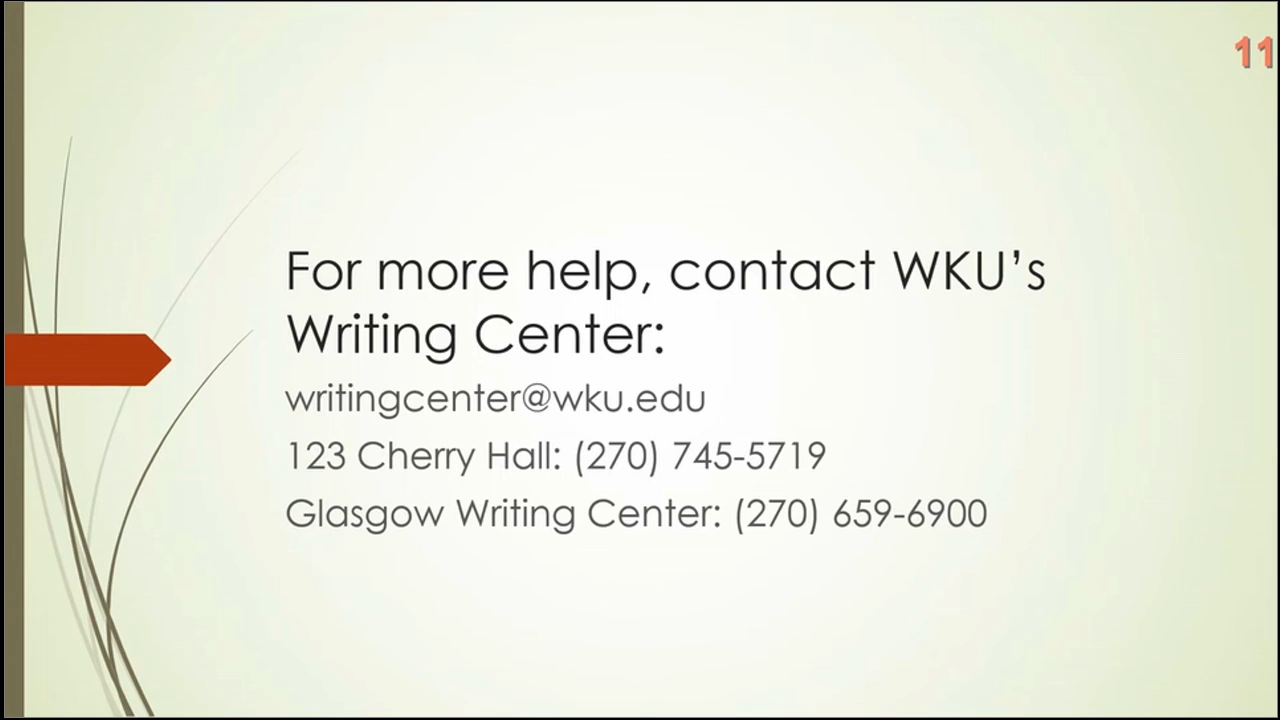 11
For more help, contact WKU’s
Writing Center:
writingcenter@wku.edu
123 Cherry Hall: (270) 745-5719
Glasgow Writing Center: (270) 659-6900